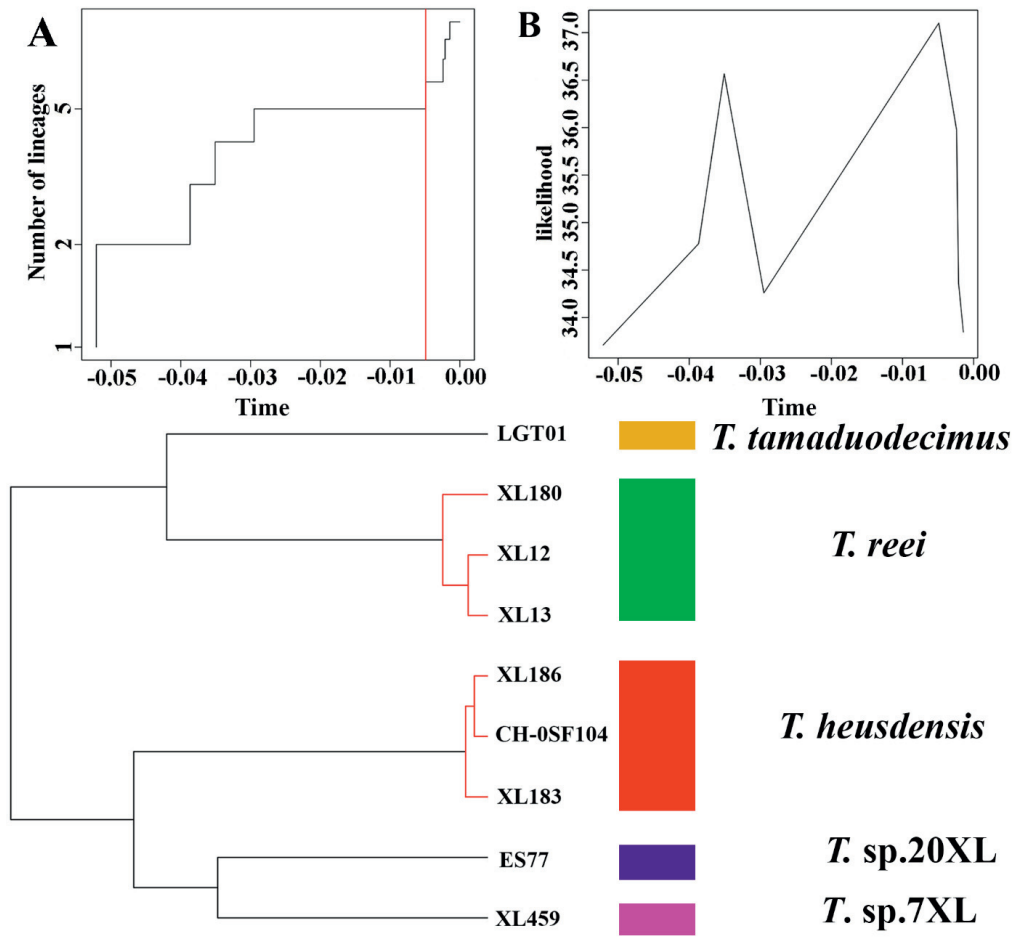 A
Number of lineages
5
2
1
-0.05 -0.04 -0.03 -0.02 -0.01 0.00
Time
B
likelihood
37.0
36.5
36.0
35.5
35.0
34.5
34.0
-0.05 -0.04 -0.03 -0.02 -0.01 0.00
Time
LGT01 T. tamaduodecimus
XL180
XL12 T. reei
XL13
XL186
CH-0SF104 T. heusdensis
XL183
ES77 T. sp.20XL
XL459 T. sp.7XL